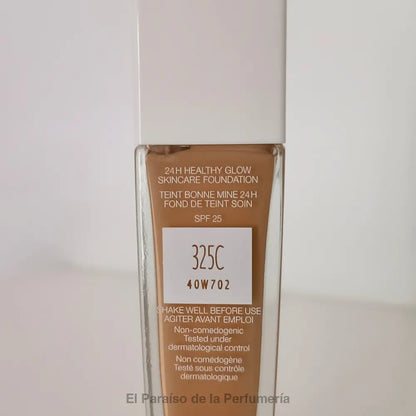 24H HEALTHY GLOW
SKINCARE FOUNDATION
TEINT BONNE MINE 24H
FOND DE TEINT SOIN
SPF 25
325C
40W702
SHAKE WELL BEFORE USE
AGITER AVANT EMPLOI
Non-comedogenic
Tested under
dermatological control
Non comédogène
Testé sous contrôle
dermatologique
El Paraíso de la Perfumería